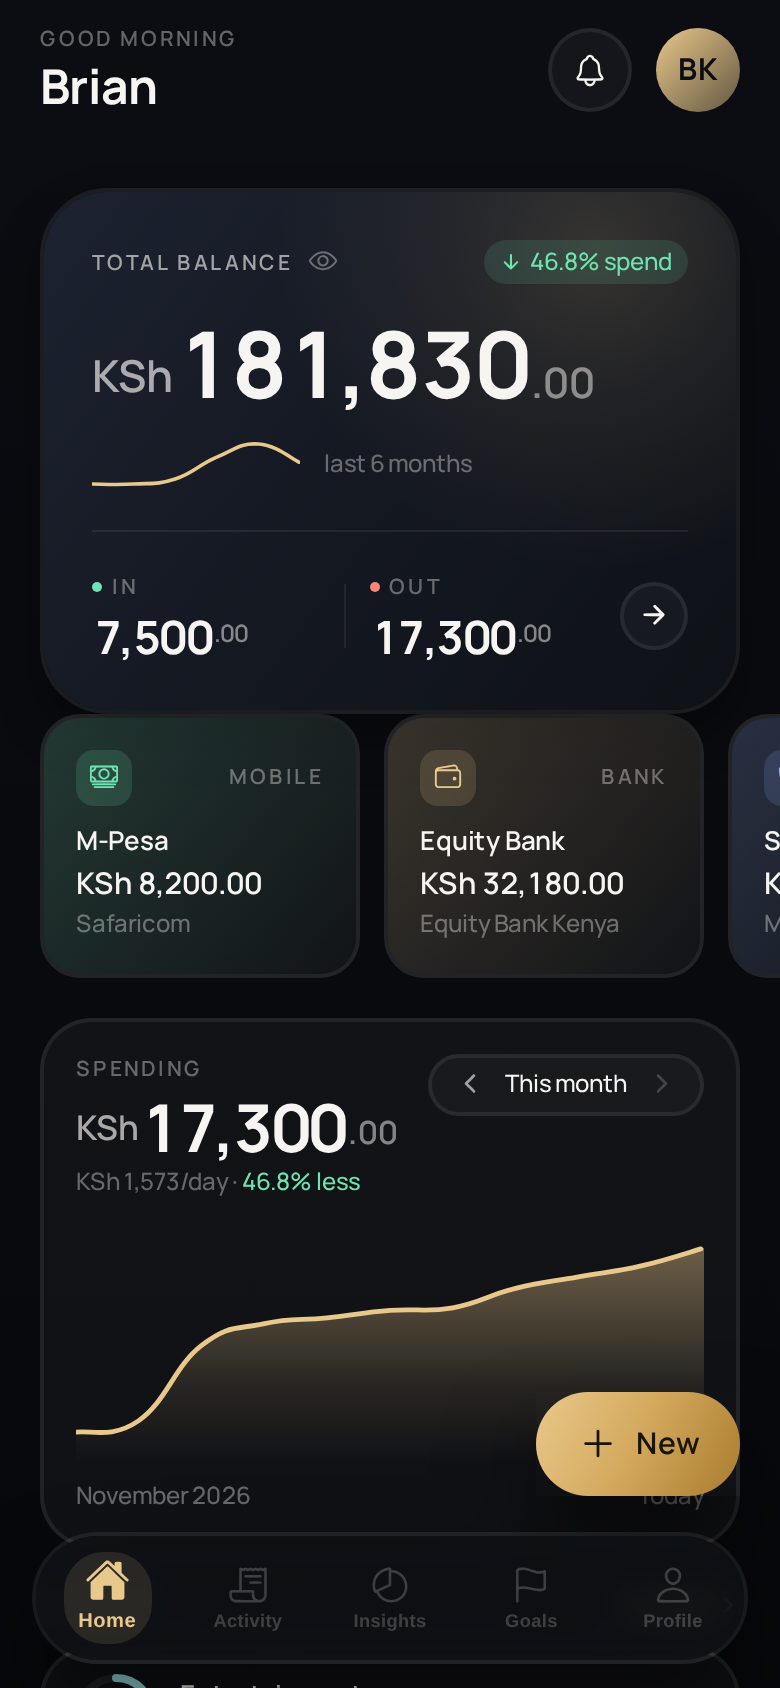 GOOD MORNING
Brian
BK
TOTAL BALANCE
46.8% spend
KSh 181,830.00
last 6 months
IN
OUT
7,500.00
17,300.00
MOBILE
BANK
M-Pesa
Equity Bank
KSh 8,200.00
KSh 32,180.00
Safaricom
Equity Bank Kenya
SPENDING
This month
KSh 17,300.00
KSh 1,573/day · 46.8% less
New
November 2026
Today
Home
Activity
Insights
Goals
Profile